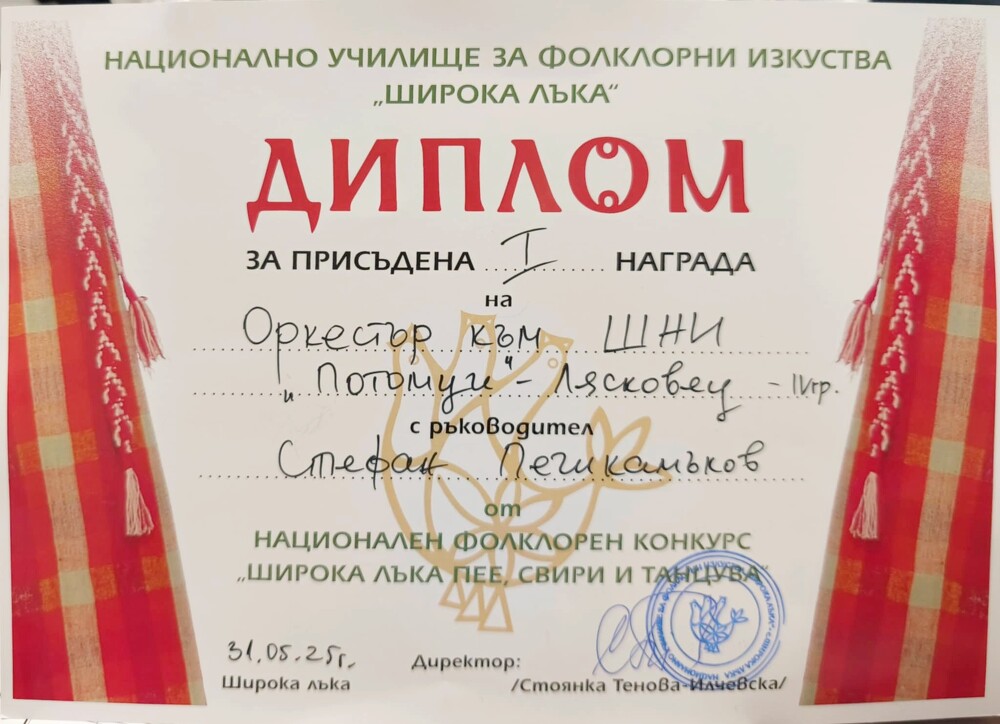 НАЦИОНАЛНО УЧИЛИЩЕ ЗА ФОЛКЛОРНИ ИЗКУСТВА
„ШИРОКА ЛЪКА“
ДИПЛОМ
ЗА ПРИСЪДЕНА I НАГРАДА
на
Оркестър към ШНИ
„Потомци“ - Лясковец - IV гр.
с ръководител
Стефан Печикамъков
от
НАЦИОНАЛЕН ФОЛКЛОРЕН КОНКУРС
„ШИРОКА ЛЪКА ПЕЕ, СВИРИ И ТАНЦУВА“
31.05.25г.
Широка лъка
Директор:
/Стоянка Тенова-Илчевска/